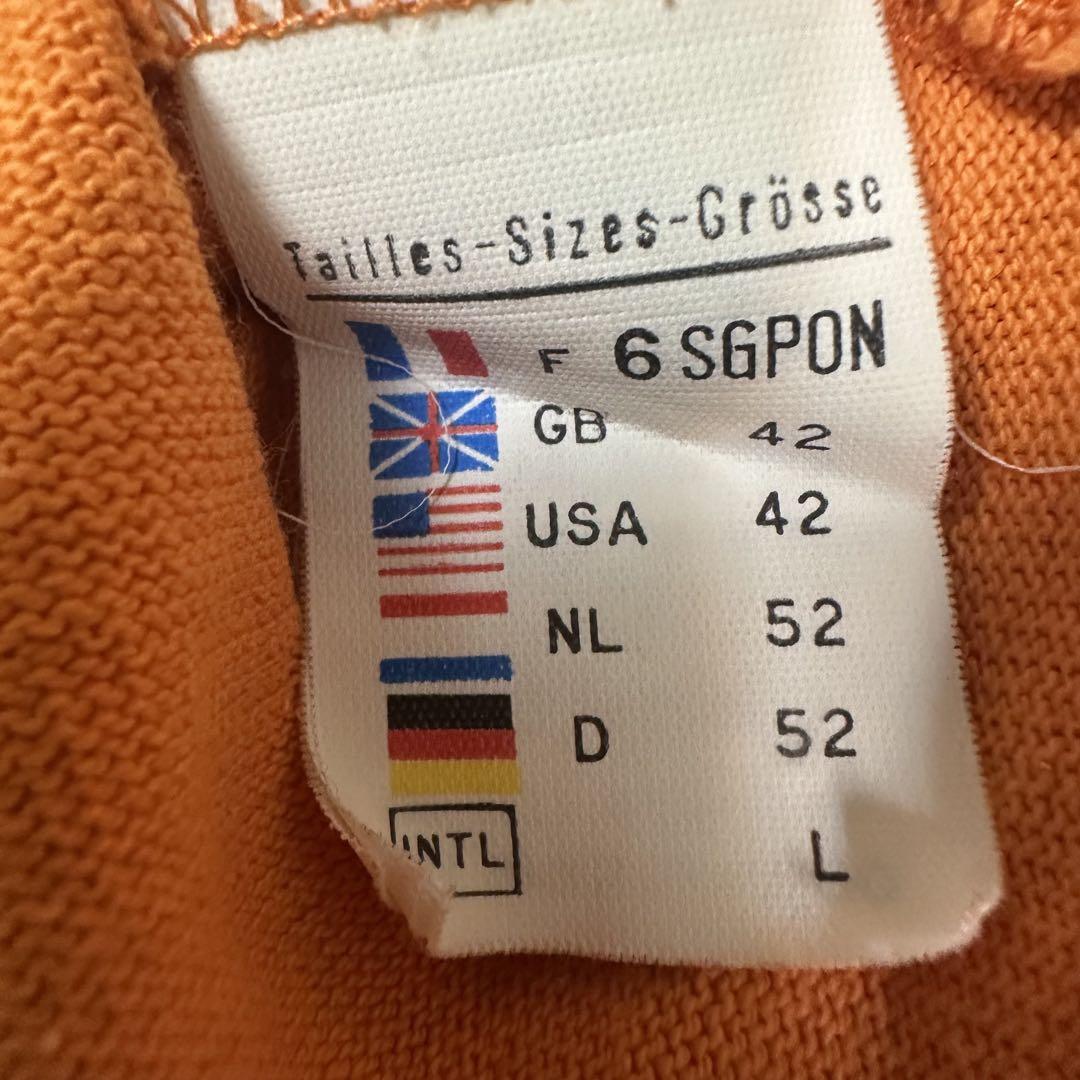 Tailles-Sizes-Grösse
F 6 SGPON
GB 42
USA 42
NL 52
D 52
INTL L